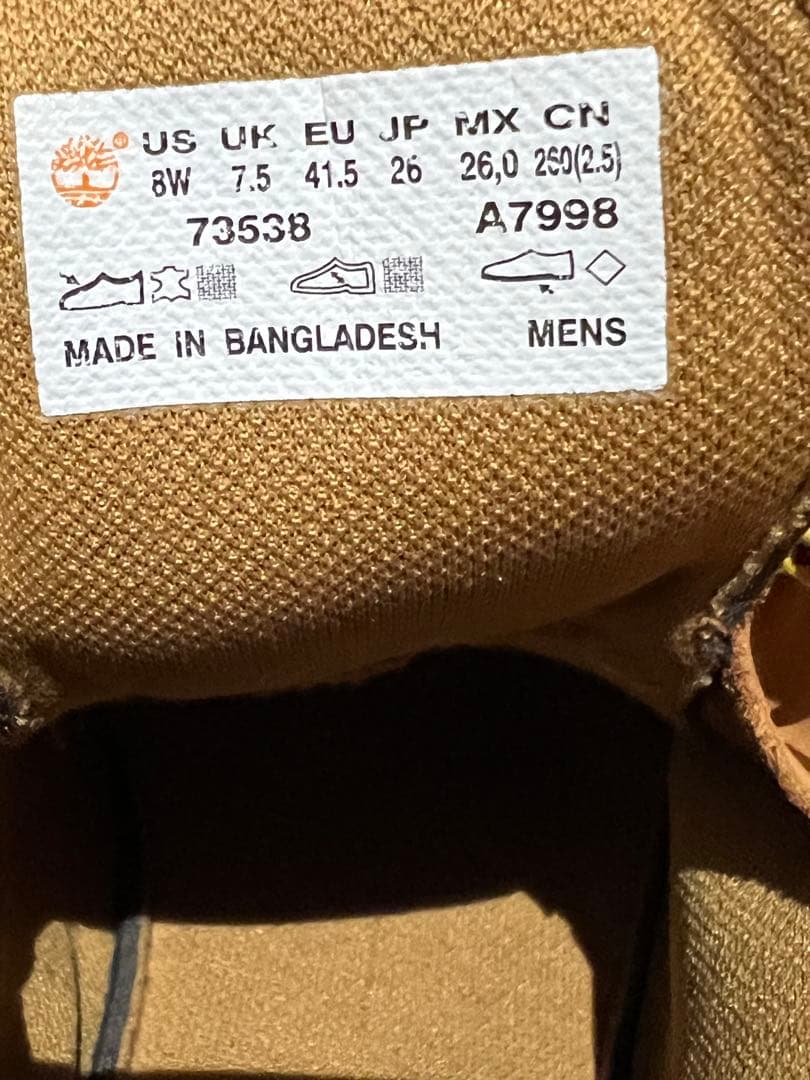 US UK EU JP MX CN
8W 7.5 41.5 26 26,0 260(2.5)
73538 A7998
MADE IN BANGLADESH MENS